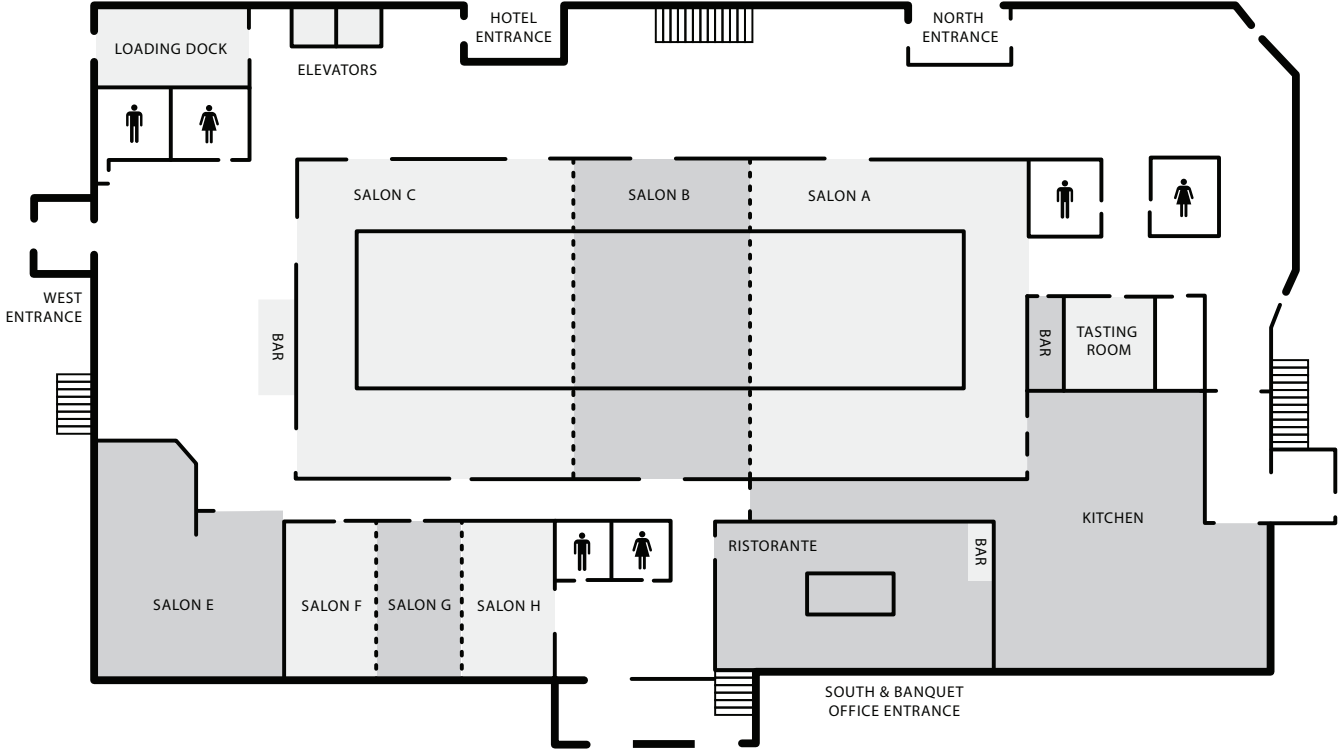 HOTEL
ENTRANCE
NORTH
ENTRANCE
LOADING DOCK
ELEVATORS
SALON C
SALON B
SALON A
WEST
ENTRANCE
BAR
BAR
TASTING
ROOM
KITCHEN
RISTORANTE
BAR
SALON E
SALON F
SALON G
SALON H
SOUTH & BANQUET
OFFICE ENTRANCE